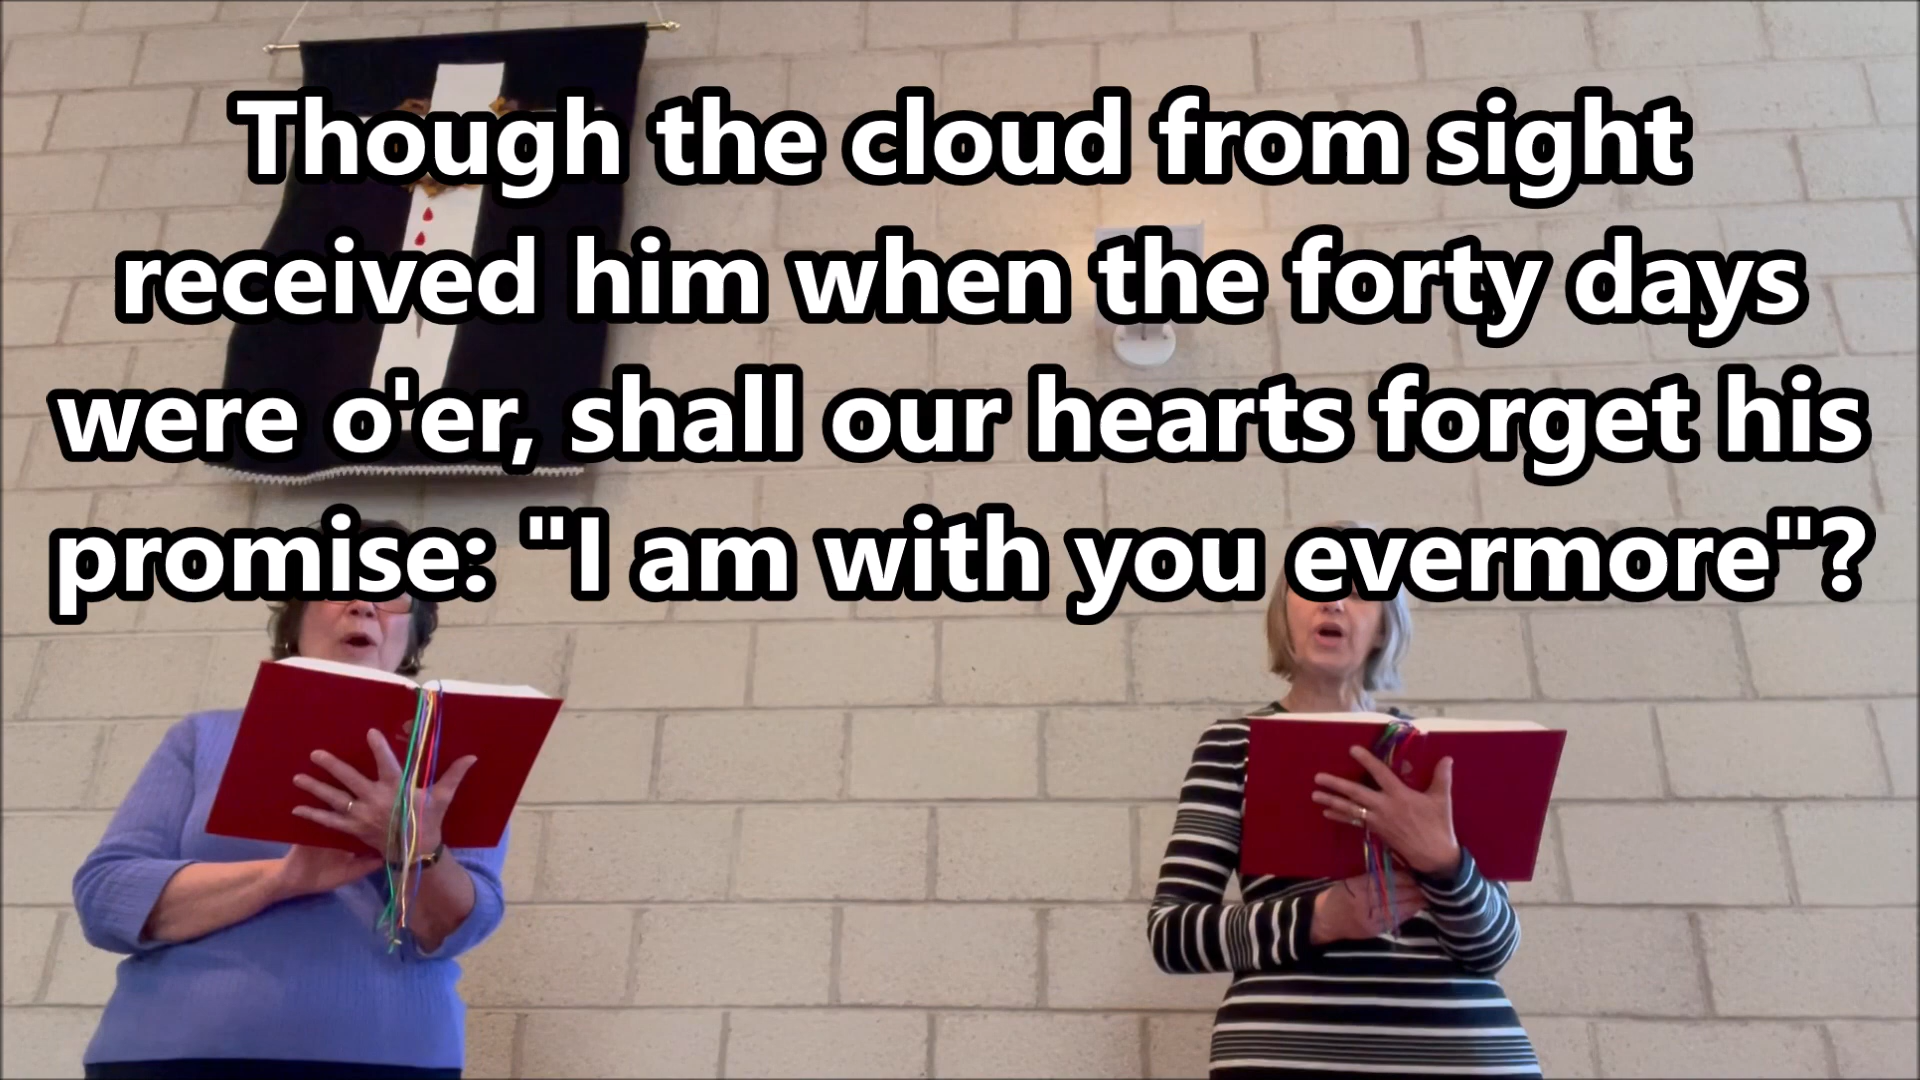 Though the cloud from sight
received him when the forty days
were o'er, shall our hearts forget his
promise: "I am with you evermore"?